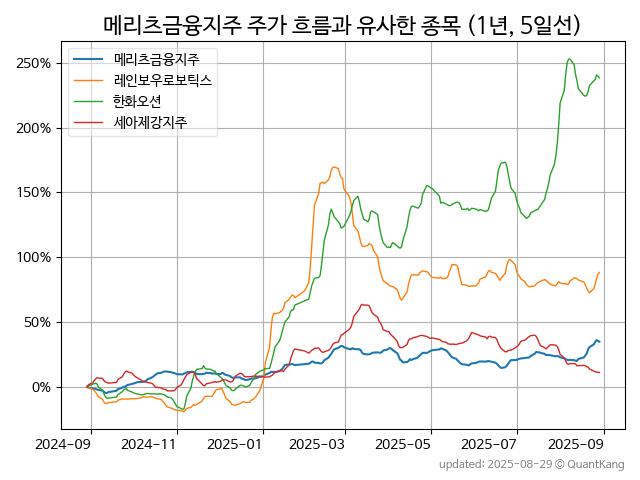 메리츠금융지주 주가 흐름과 유사한 종목 (1년, 5일선)
메리츠금융지주
레인보우로보틱스
한화오션
세아제강지주
250%
200%
150%
100%
50%
0%
2024-09 2024-11 2025-01 2025-03 2025-05 2025-07 2025-09
updated: 2025-08-29 © QuantKang